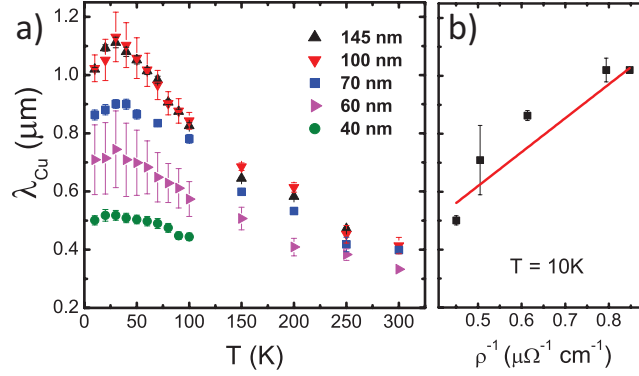 a)
b)
145 nm
100 nm
70 nm
60 nm
40 nm
λCu (μm)
1.2
1.0
0.8
0.6
0.4
0.2
0 50 100 150 200 250 300
T (K)
T = 10K
0.5 0.6 0.7 0.8
ρ⁻¹ (μΩ⁻¹ cm⁻¹)